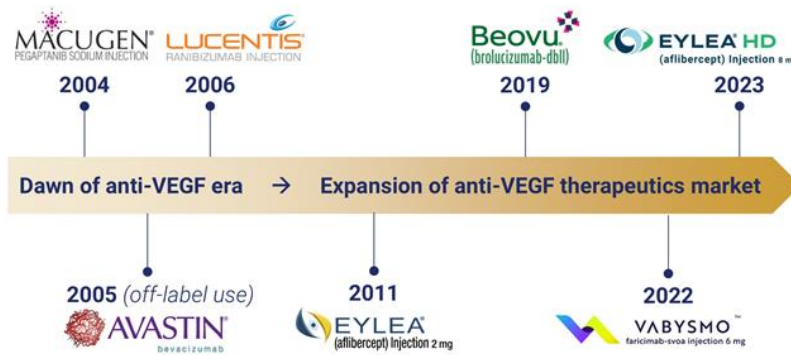 MACUGEN®
PEGAPTANIB SODIUM INJECTION
2004
LUCENTIS®
RANIBIZUMAB INJECTION
2006
Beovu®
(brolucizumab-dbll)
2019
EYLEA® HD
(aflibercept) Injection 8 m
2023
Dawn of anti-VEGF era → Expansion of anti-VEGF therapeutics market
2005 (off-label use)
AVASTIN®
bevacizumab
2011
EYLEA®
(aflibercept) Injection 2 mg
2022
VABYSMO™
faricimab-svoa injection 6 mg